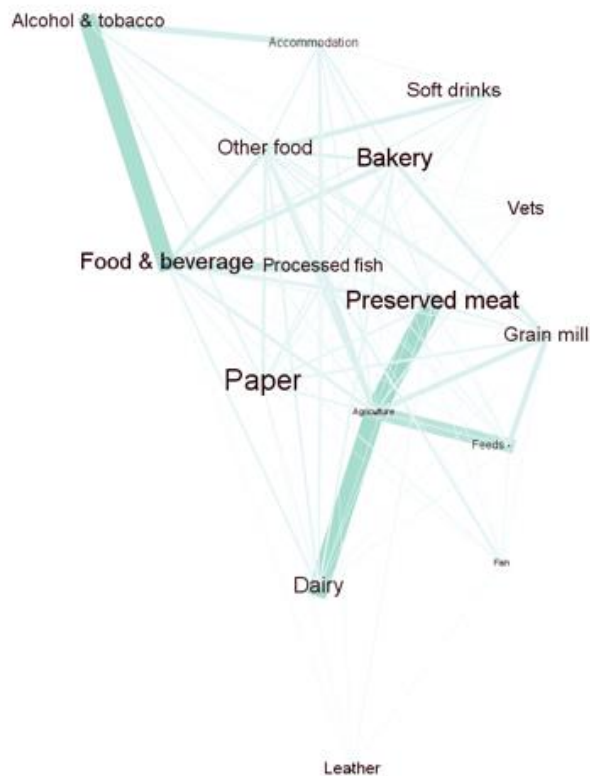 Alcohol & tobacco
Accommodation
Soft drinks
Other food
Bakery
Vets
Food & beverage
Processed fish
Preserved meat
Grain mill
Paper
Agriculture
Feeds -
Fish
Dairy
Leather